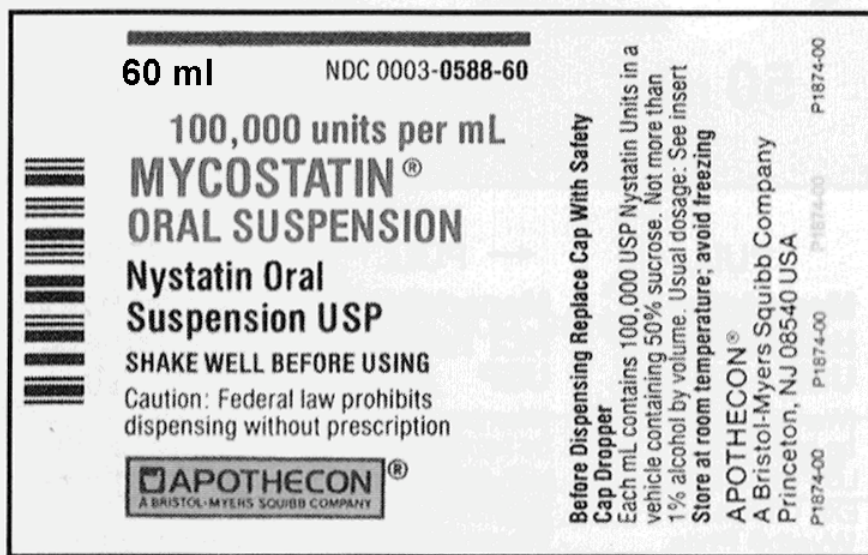 60 ml
NDC 0003-0588-60
100,000 units per mL
MYCOSTATIN®
ORAL SUSPENSION
Nystatin Oral
Suspension USP
SHAKE WELL BEFORE USING
Caution: Federal law prohibits
dispensing without prescription
APOTHECON®
A BRISTOL-MYERS SQUIBB COMPANY
Before Dispensing Replace Cap With Safety
Cap Dropper
Each mL contains 100,000 USP Nystatin Units in a
vehicle containing 50% sucrose. Not more than
1% alcohol by volume. Usual dosage: See insert
Store at room temperature; avoid freezing
APOTHECON®
A Bristol-Myers Squibb Company
Princeton, NJ 08540 USA
P1874-00 P1874-00 P1874-00 P1874-00